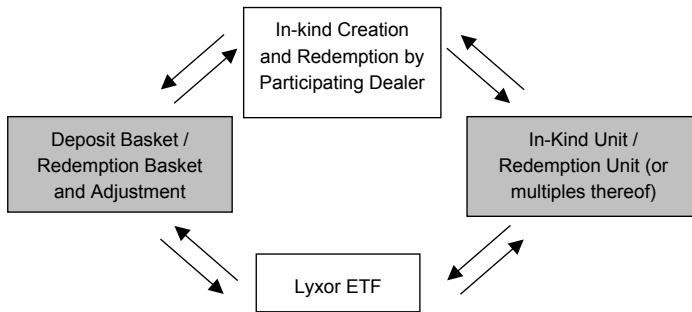 In-kind Creation
and Redemption by
Participating Dealer
Deposit Basket /
Redemption Basket
and Adjustment
In-Kind Unit /
Redemption Unit (or
multiples thereof)
Lyxor ETF